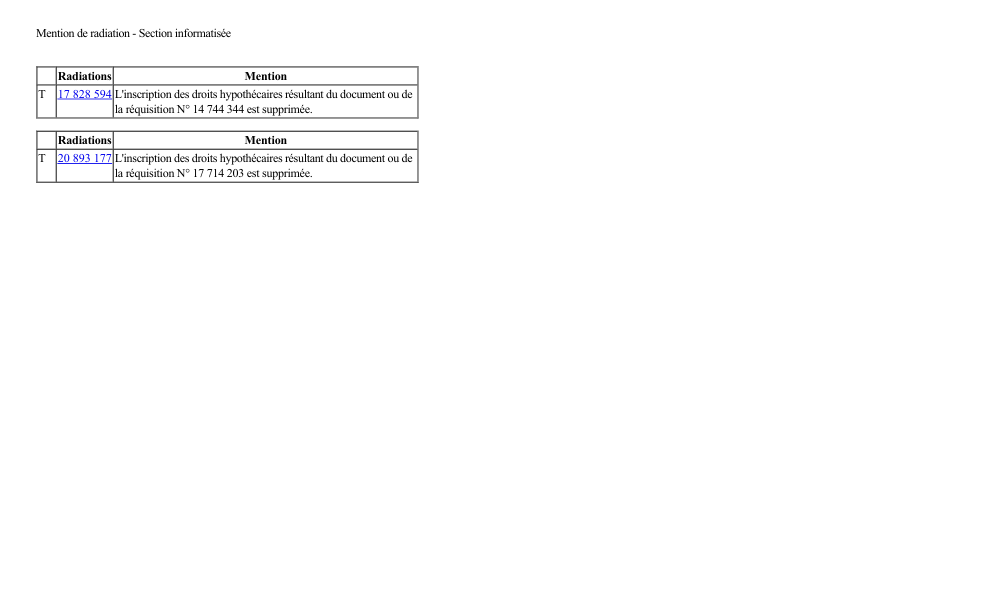 Mention de radiation - Section informatisée
Radiations Mention
T 17 828 594 L'inscription des droits hypothécaires résultant du document ou de
la réquisition N° 14 744 344 est supprimée.
Radiations Mention
T 20 893 177 L'inscription des droits hypothécaires résultant du document ou de
la réquisition N° 17 714 203 est supprimée.